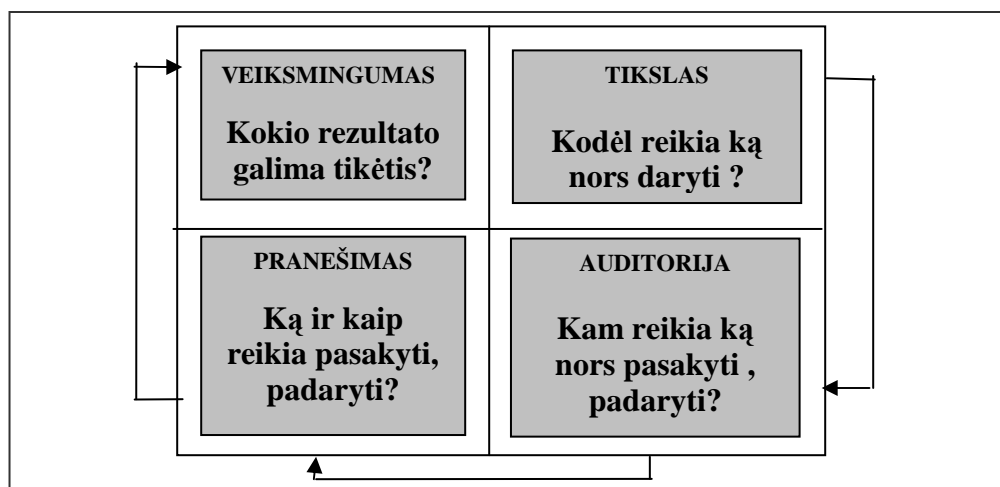 VEIKSMINGUMAS
Kokio rezultato
galima tikėtis?
TIKSLAS
Kodėl reikia ką
nors daryti ?
PRANEŠIMAS
Ką ir kaip
reikia pasakyti,
padaryti?
AUDITORIJA
Kam reikia ką
nors pasakyti ,
padaryti?